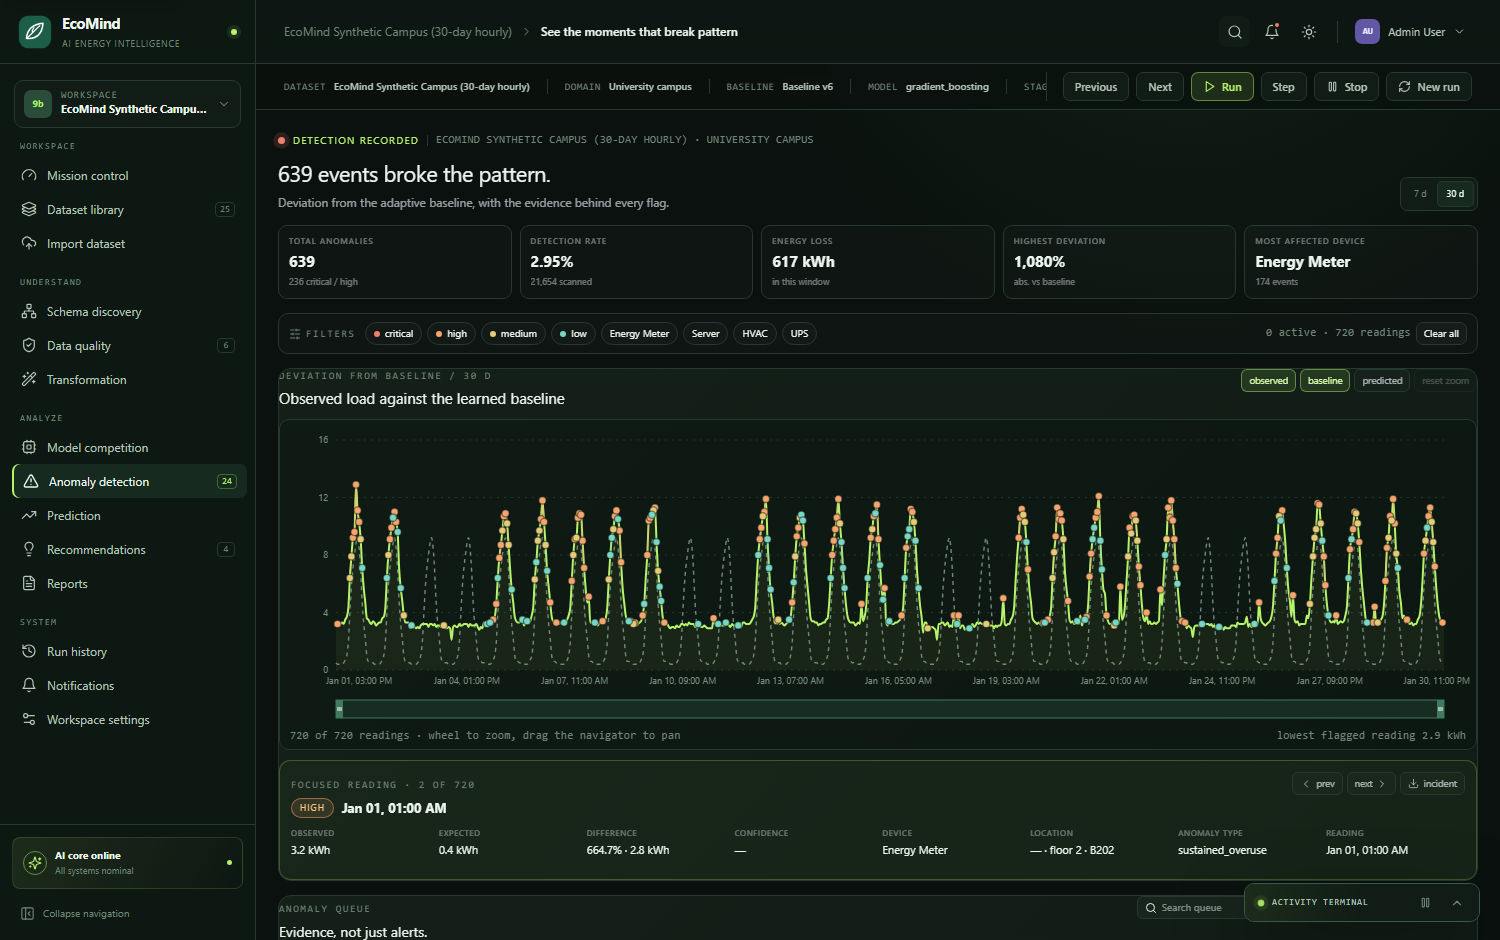 EcoMind
AI ENERGY INTELLIGENCE
9b
WORKSPACE
EcoMind Synthetic Campu...
WORKSPACE
Mission control
Dataset library 25
Import dataset
UNDERSTAND
Schema discovery
Data quality 6
Transformation
ANALYZE
Model competition
Anomaly detection 24
Prediction
Recommendations 4
Reports
SYSTEM
Run history
Notifications
Workspace settings
AI core online
All systems nominal
Collapse navigation
EcoMind Synthetic Campus (30-day hourly) > See the moments that break pattern
AU Admin User
DATASET EcoMind Synthetic Campus (30-day hourly) DOMAIN University campus BASELINE Baseline v6 MODEL gradient_boosting STAG
Previous Next Run Step Stop New run
DETECTION RECORDED ECOMIND SYNTHETIC CAMPUS (30-DAY HOURLY) · UNIVERSITY CAMPUS
639 events broke the pattern.
Deviation from the adaptive baseline, with the evidence behind every flag.
7 d 30 d
TOTAL ANOMALIES
639
236 critical / high
DETECTION RATE
2.95%
21,654 scanned
ENERGY LOSS
617 kWh
in this window
HIGHEST DEVIATION
1,080%
abs. vs baseline
MOST AFFECTED DEVICE
Energy Meter
174 events
FILTERS critical high medium low Energy Meter Server HVAC UPS 0 active · 720 readings Clear all
DEVIATION FROM BASELINE / 30 D
observed baseline predicted reset zoom
Observed load against the learned baseline
16
12
8
4
0
Jan 01, 03:00 PM Jan 04, 01:00 PM Jan 07, 11:00 AM Jan 10, 09:00 AM Jan 13, 07:00 AM Jan 16, 05:00 AM Jan 19, 03:00 AM Jan 22, 01:00 AM Jan 24, 11:00 PM Jan 27, 09:00 PM Jan 30, 11:00 PM
720 of 720 readings · wheel to zoom, drag the navigator to pan lowest flagged reading 2.9 kWh
FOCUSED READING · 2 OF 720
prev next incident
HIGH Jan 01, 01:00 AM
OBSERVED EXPECTED DIFFERENCE CONFIDENCE DEVICE LOCATION ANOMALY TYPE READING
3.2 kWh 0.4 kWh 664.7% · 2.8 kWh — Energy Meter — · floor 2 · B202 sustained_overuse Jan 01, 01:00 AM
ANOMALY QUEUE
Search queue
ACTIVITY TERMINAL
Evidence, not just alerts.